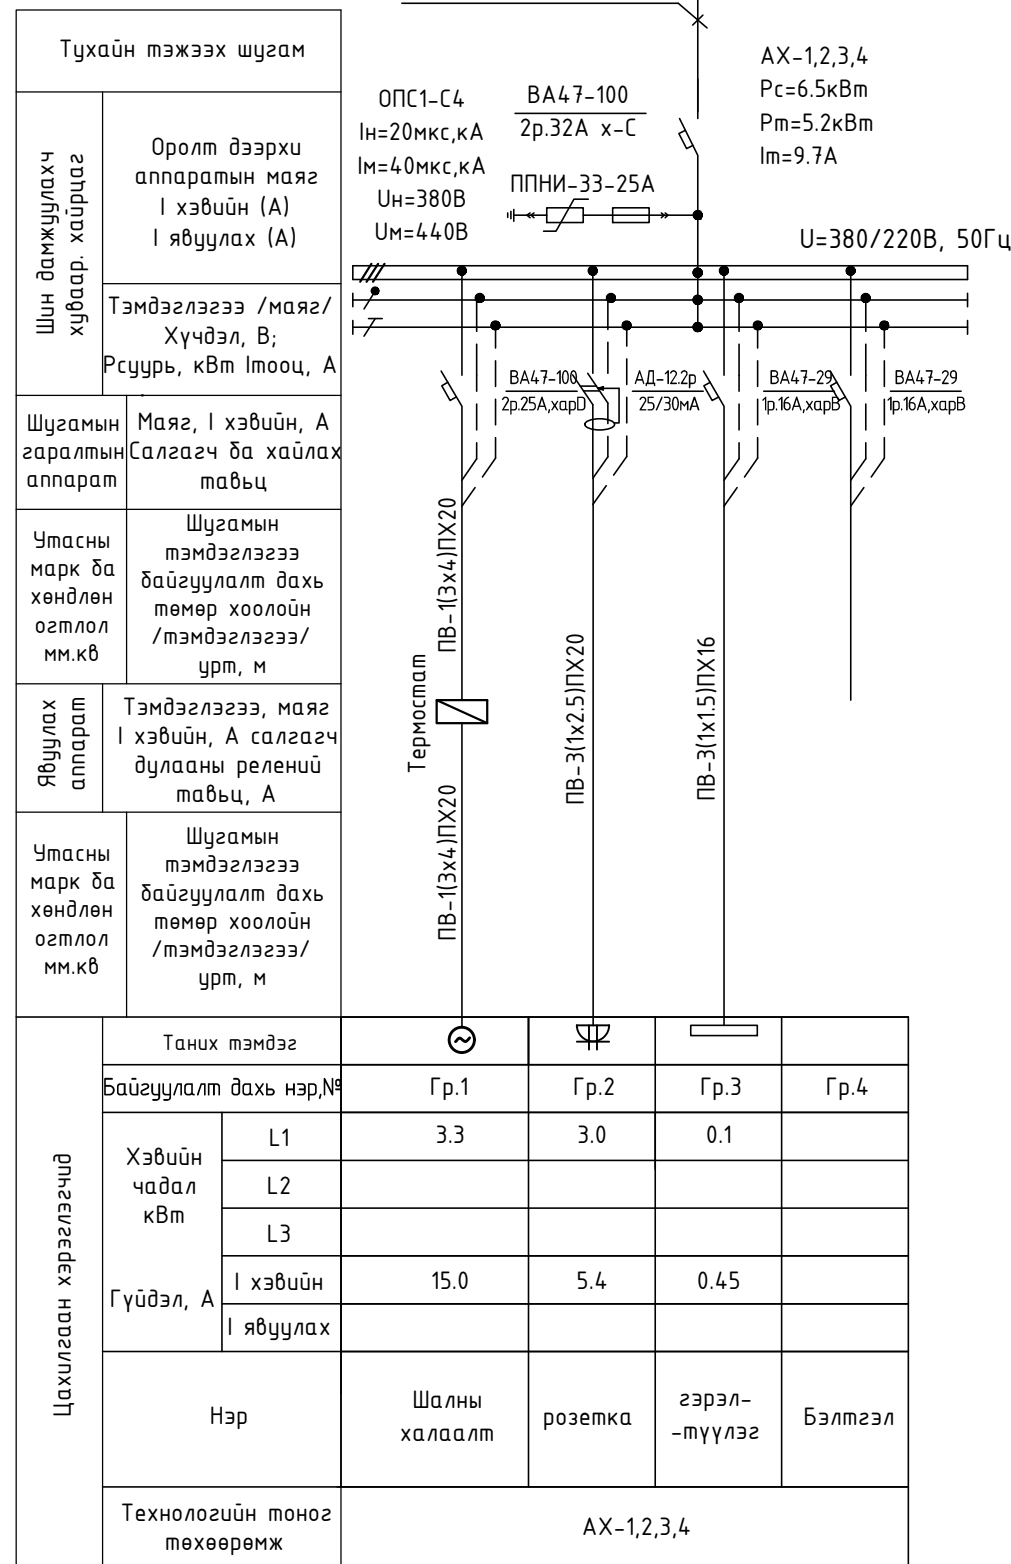 Тухайн тэжээх шугам
Шин дамжуулах
хуваар. хайрцаг
Оролт дээрхи
аппаратын маяг
I хэвийн (А)
I явуулах (А)
Тэмдэглэгээ /маяг/
Хүчдэл, В;
Рсуурь, кВт Iтооц, А
Шугамын
гаралтын
аппарат
Маяг, I хэвийн, А
Салгагч ба хайлах
тавьц
Утасны
марк ба
хөндлөн
огтлол
мм.кв
Шугамын
тэмдэглэгээ
байгуулалт дахь
төмөр хоолойн
/тэмдэглэгээ/
урт, м
Явуулах
аппарат
Тэмдэглэгээ, маяг
I хэвийн, А салгагч
дулааны релений
тавьц, А
Утасны
марк ба
хөндлөн
огтлол
мм.кв
Шугамын
тэмдэглэгээ
байгуулалт дахь
төмөр хоолойн
/тэмдэглэгээ/
урт, м
ОПС1-С4
Iн=20мкс,кА
Iм=40мкс,кА
Uн=380В
Uм=440В
ВА47-100
2р.32А х-С
ППНИ-33-25А
АХ-1,2,3,4
Рс=6.5кВт
Рт=5.2кВт
Iт=9.7А
U=380/220В, 50Гц
ВА47-100
2р.25А,харD
АД-12.2р
25/30мА
ВА47-29
1р.16А,харВ
ВА47-29
1р.16А,харВ
ПВ-1(3х4)ПХ20
Термостат
ПВ-1(3х4)ПХ20
ПВ-3(1х2.5)ПХ20
ПВ-3(1х1.5)ПХ16
Цахилгаан хэрэглэгчид
Таних тэмдэг
Байгуулалт дахь нэр,№ Гр.1 Гр.2 Гр.3 Гр.4
Хэвийн
чадал
кВт
L1 3.3 3.0 0.1
L2
L3
Гүйдэл, А
I хэвийн 15.0 5.4 0.45
I явуулах
Нэр
Шалны
халаалт
розетка
гэрэл-
-түүлэг
Бэлтгэл
Технологийн тоног
төхөөрөмж
АХ-1,2,3,4